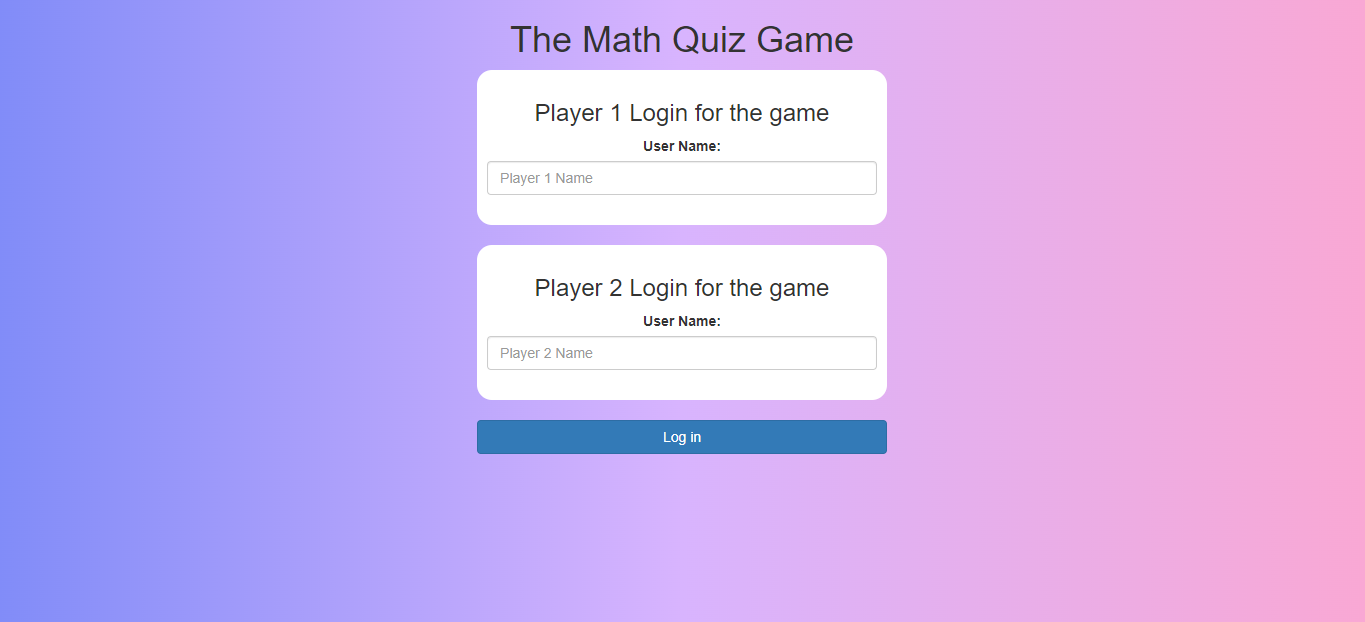 The Math Quiz Game
Player 1 Login for the game
User Name:
Player 1 Name
Player 2 Login for the game
User Name:
Player 2 Name
Log in